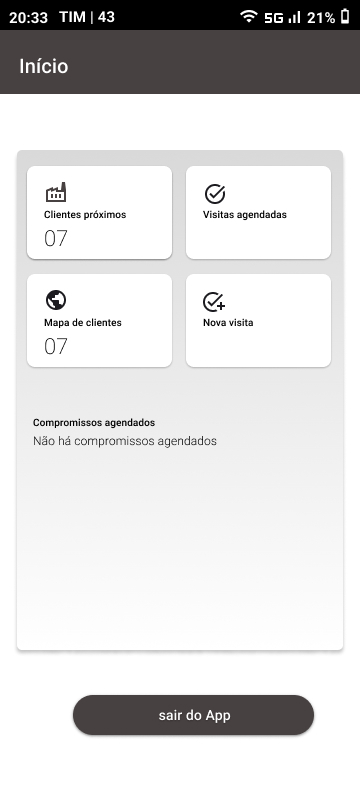 20:33 TIM | 43 5G 21%
Início
Clientes próximos
07
Visitas agendadas
Mapa de clientes
07
Nova visita
Compromissos agendados
Não há compromissos agendados
sair do App